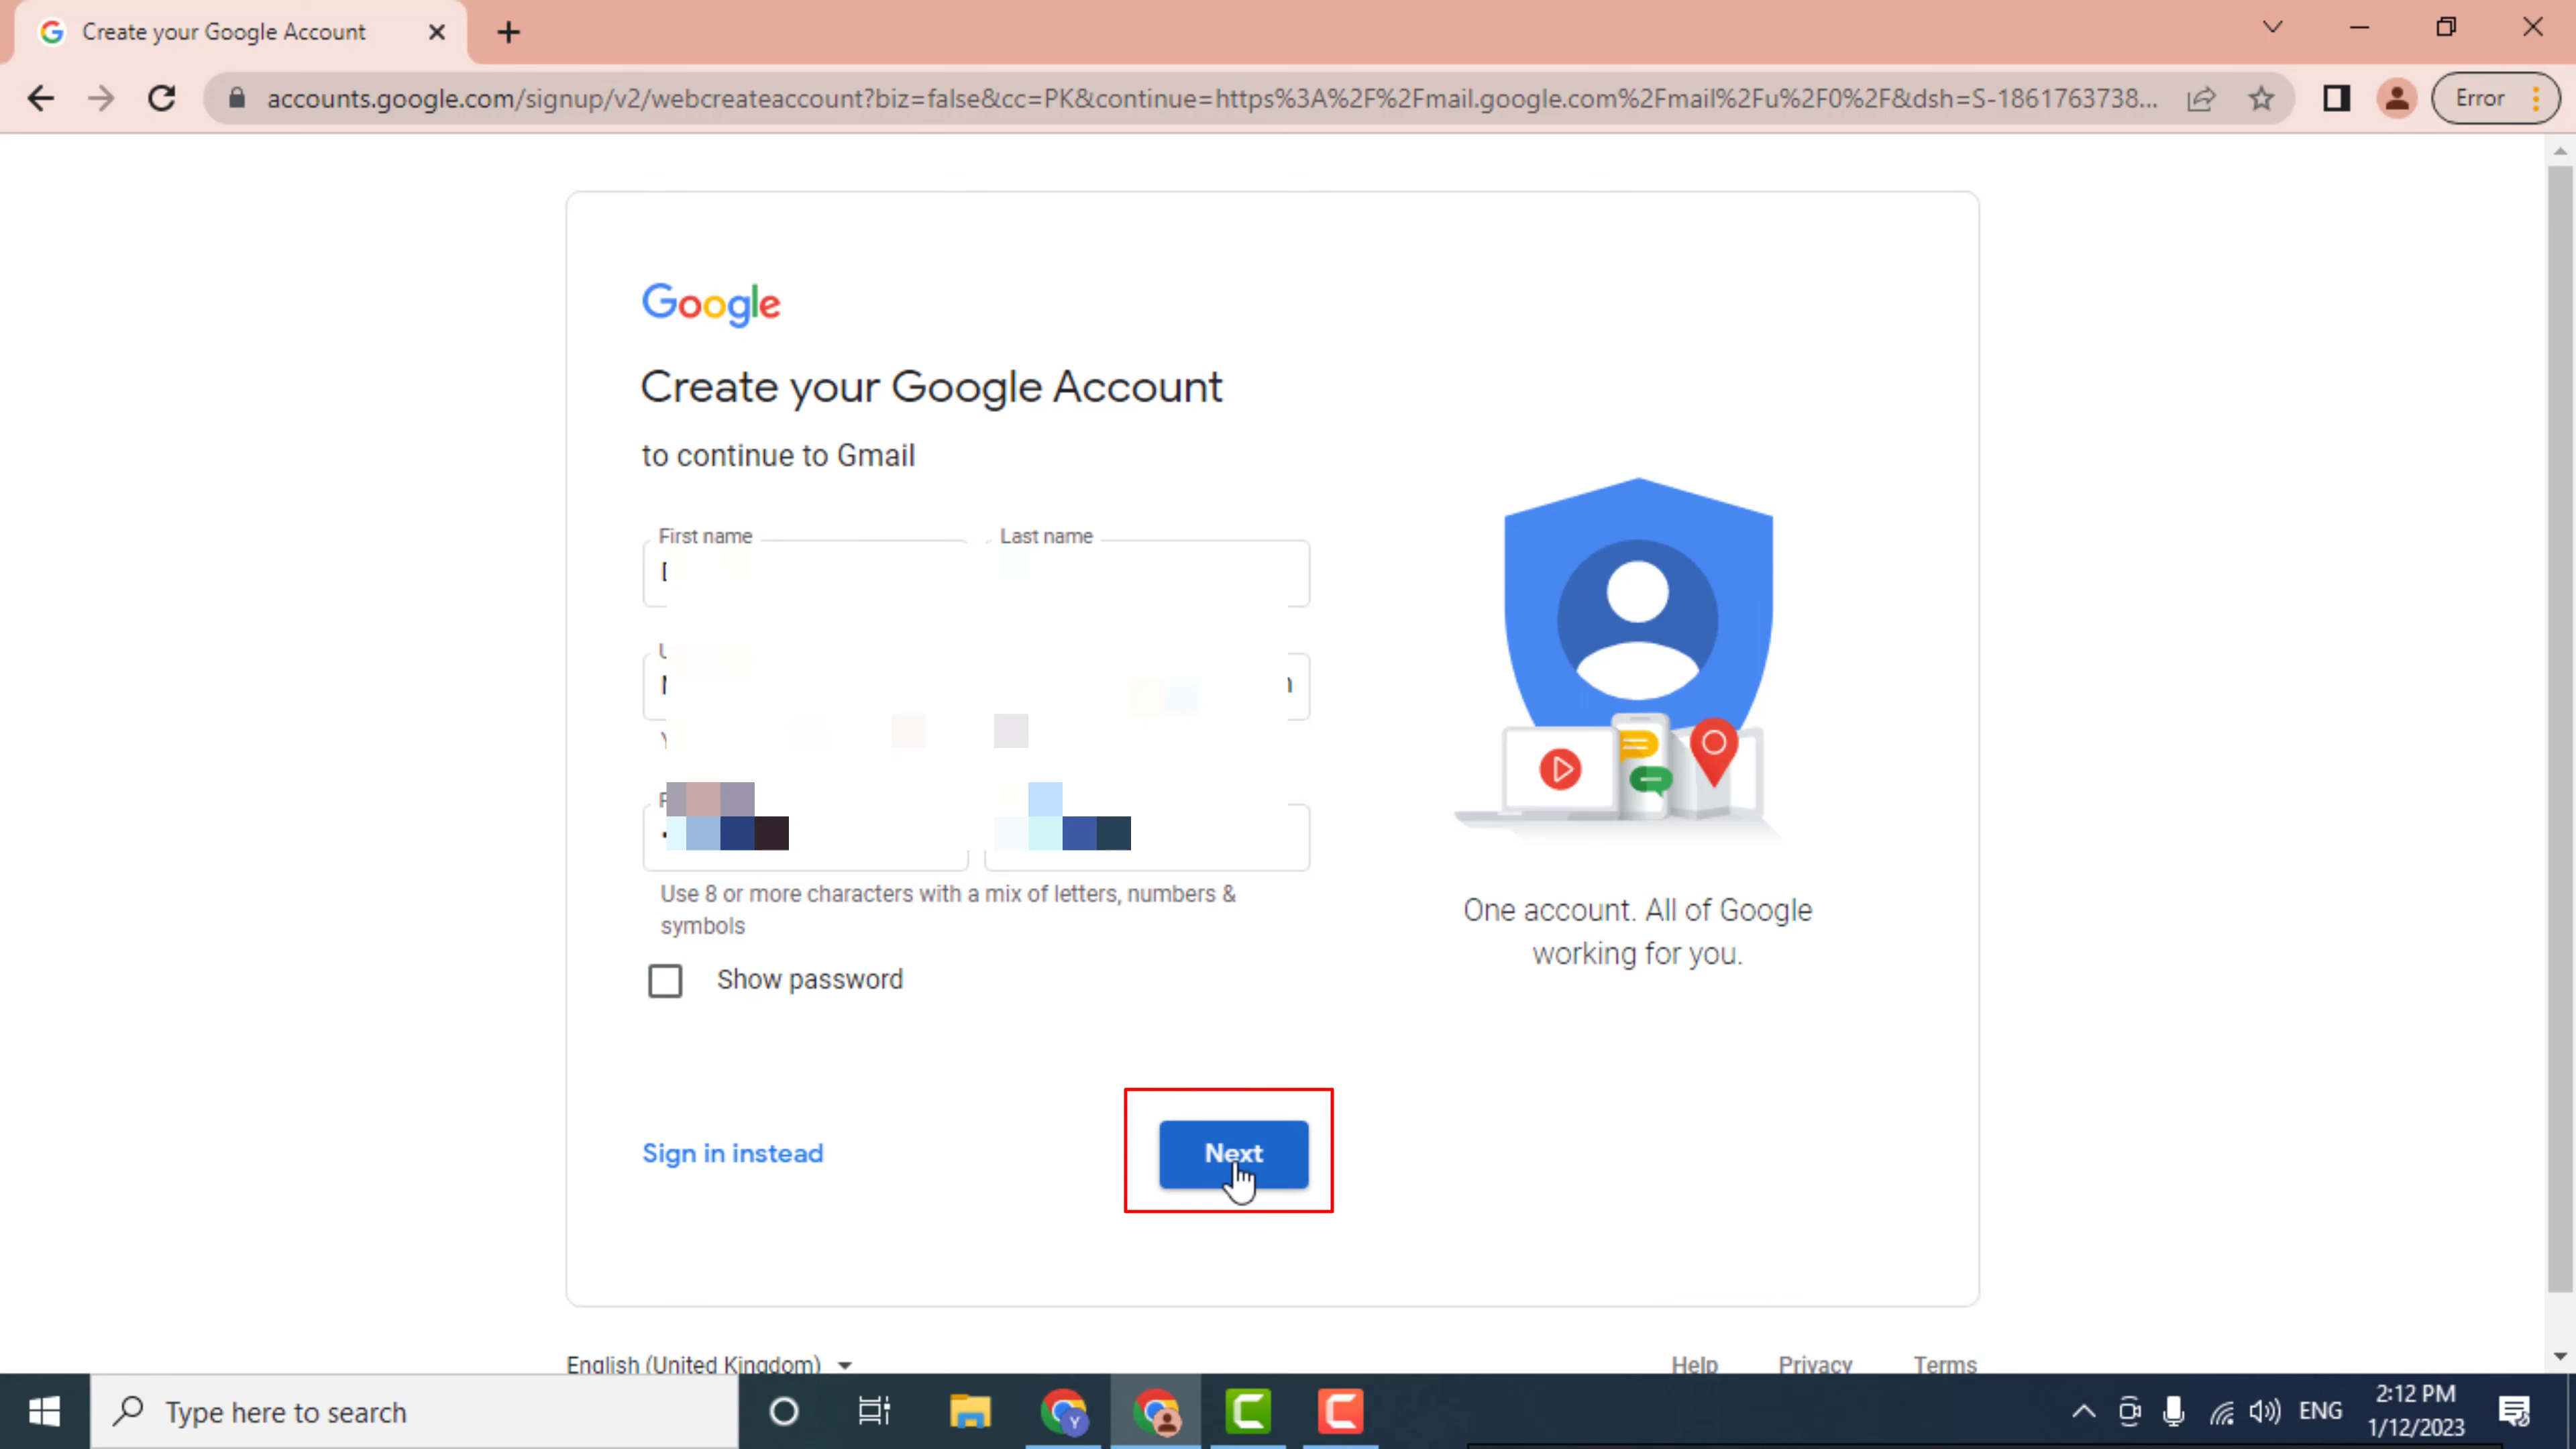 Create your Google Account
accounts.google.com/signup/v2/webcreateaccount?biz=false&cc=PK&continue=https%3A%2F%2Fmail.google.com%2Fmail%2Fu%2F0%2F&dsh=S-1861763738...
Error
Google
Create your Google Account
to continue to Gmail
First name
Last name
Use 8 or more characters with a mix of letters, numbers &
symbols
Show password
One account. All of Google
working for you.
Sign in instead
Next
English (United Kingdom)
Help
Privacy
Terms
Type here to search
ENG
2:12 PM
1/12/2023